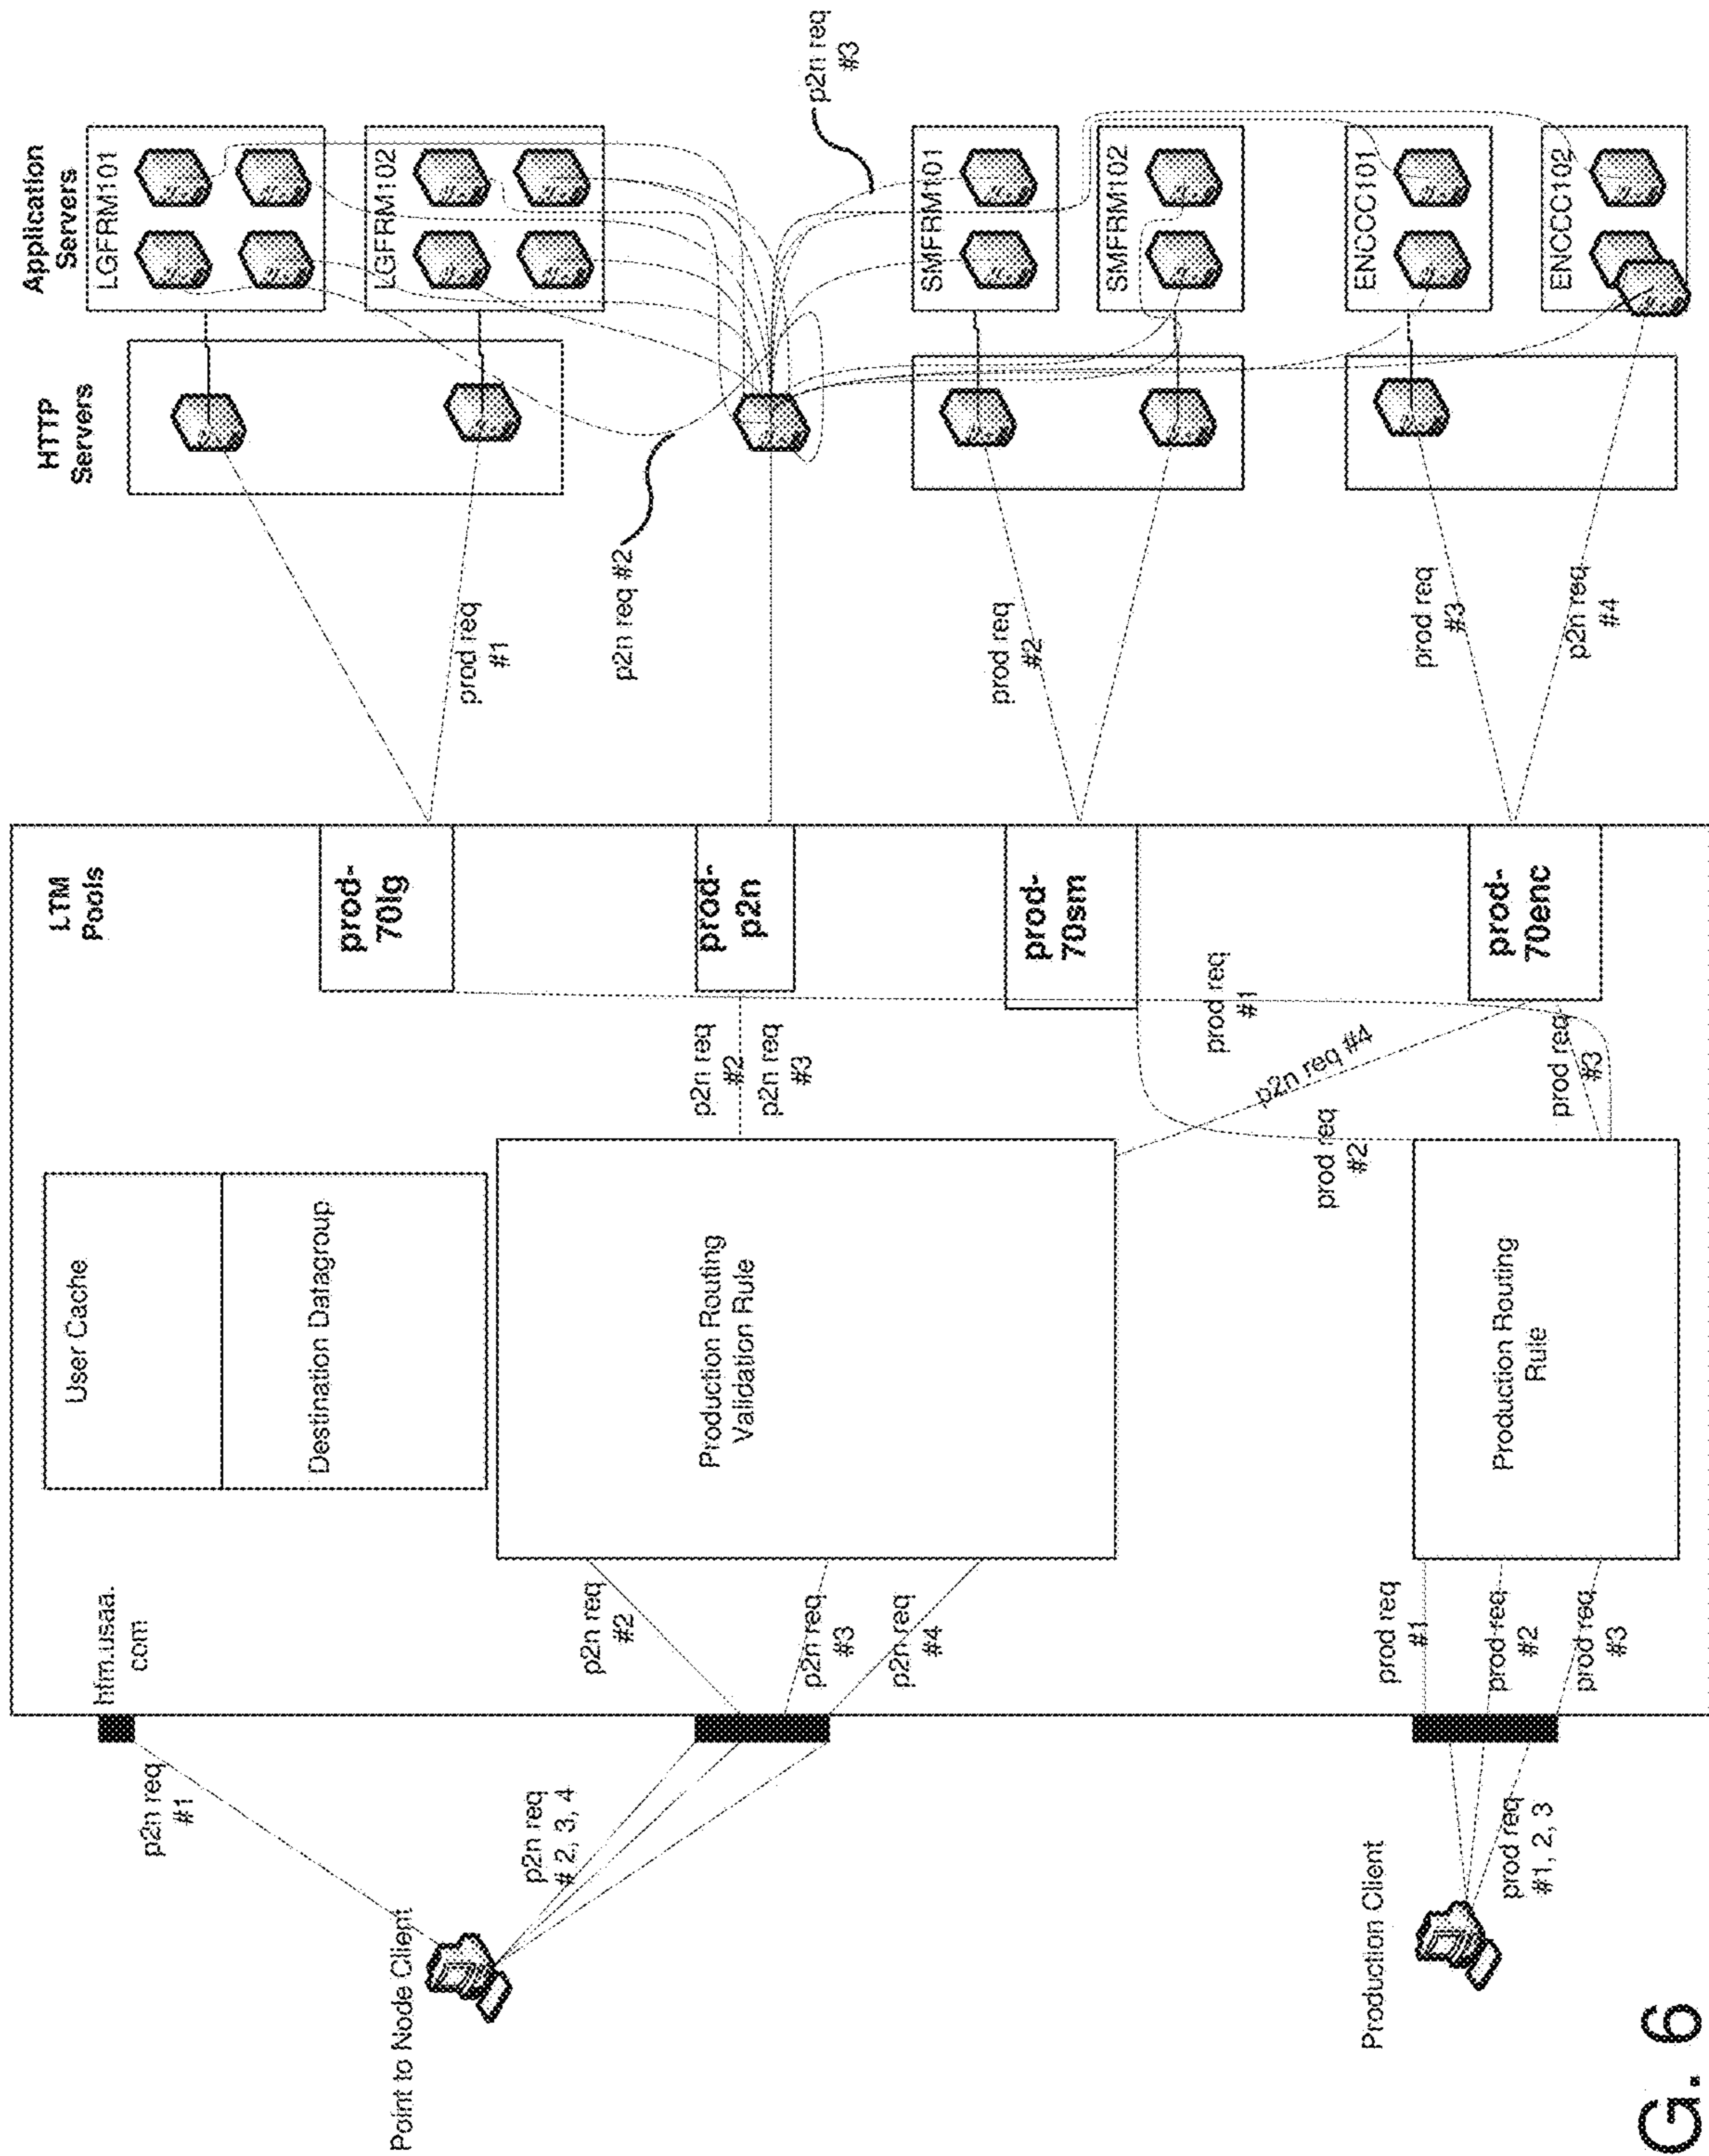 Application
Servers
HTTP
Servers
LGFRM101
LGFRM102
SMFRM101
SMFRM102
ENCCC101
ENCCC102
p2n req
#3
p2n req #2
prod req
#1
prod req
#2
prod req
#3
p2n req
#4
LTM
Pools
prod-
70lg
prod-
p2n
prod-
70sm
prod-
70enc
p2n req
#2
p2n req
#3
prod req
#1
p2n req #4
prod req
#2
prod req
#3
User Cache
Destination Datagroup
Production Routing
Validation Rule
Production Routing
Rule
p2n req
#2
p2n req
#3
p2n req
#4
prod req
#1
prod req
#2
prod req
#3
usaa.
com
p2n req
#1
p2n req
# 2, 3, 4
prod req
#1, 2, 3
Point to Node Client
Production Client
G. 6